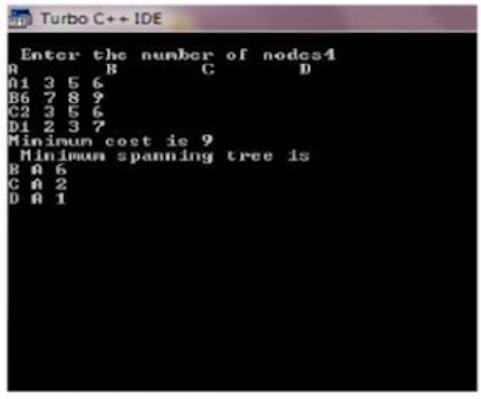 Turbo C++ IDE
Enter the number of nodes4
A B C D
A1 3 5 6
B6 7 8 9
C2 3 5 6
D1 2 3 7
Minimum cost is 9
Minimum spanning tree is
B A 6
C A 2
D A 1